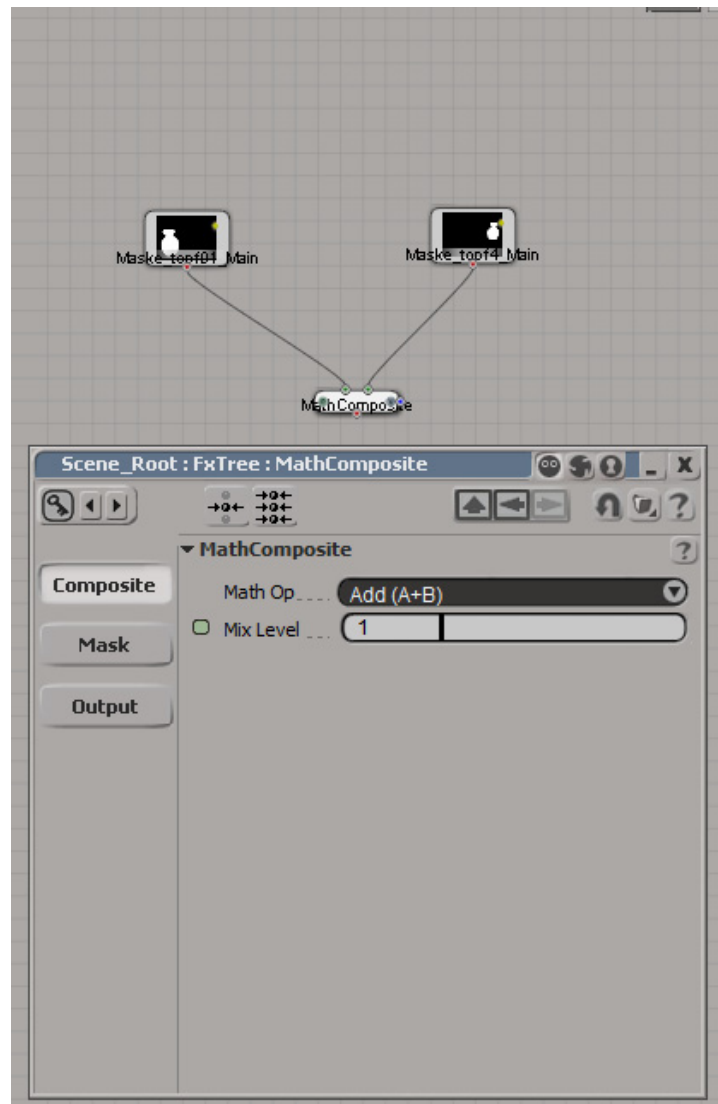 Maske_topf01_Main
Maske_topf4_Main
MathComposite
Scene_Root : FxTree : MathComposite
MathComposite
?
Composite
Math Op
Add (A+B)
Mix Level
1
Mask
Output